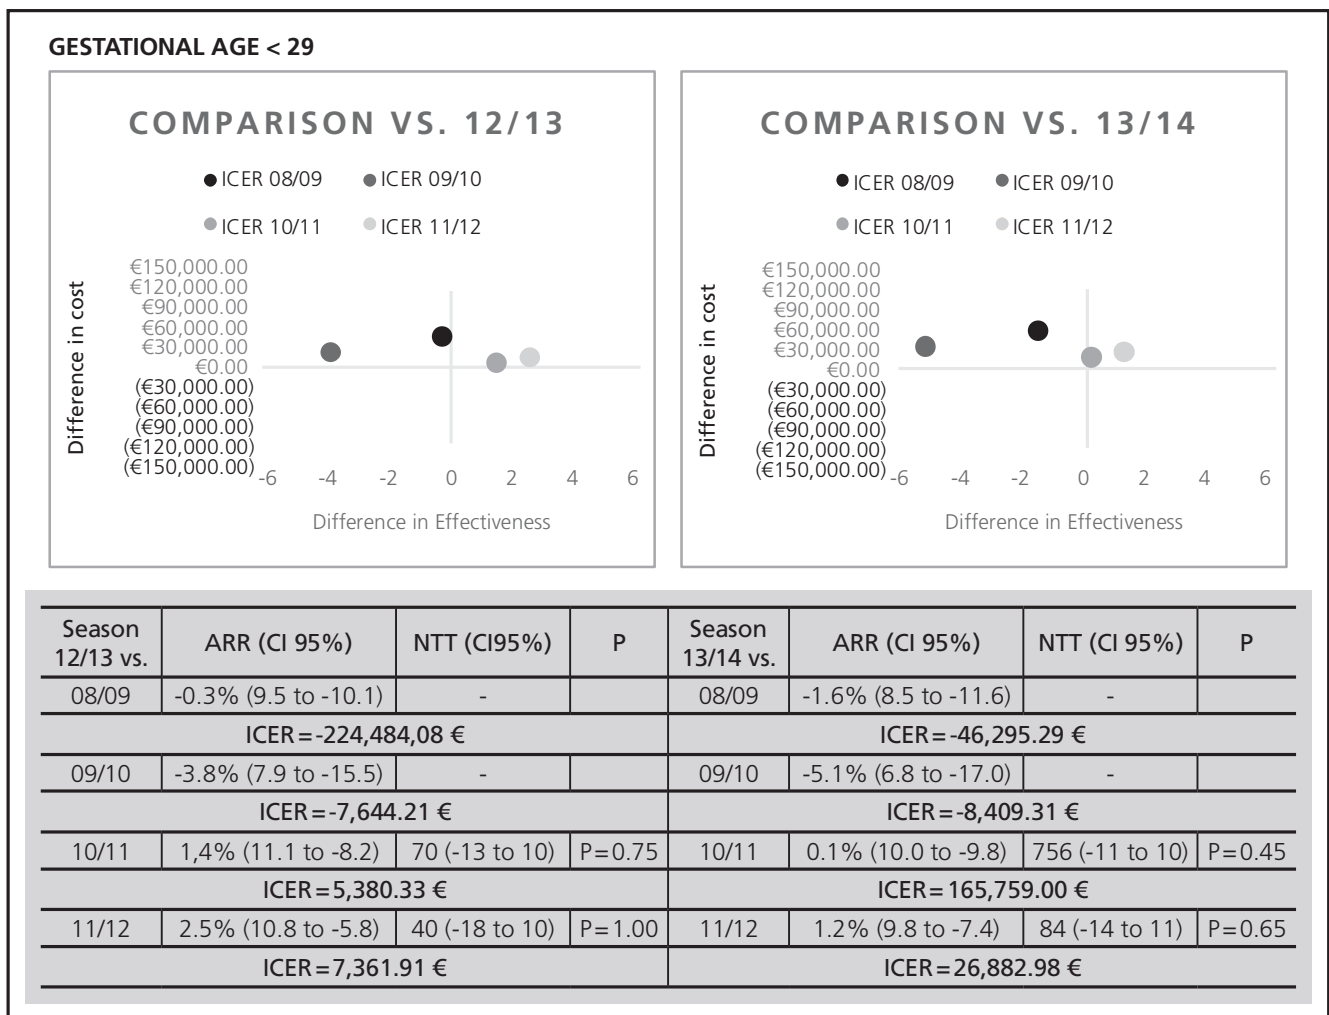 GESTATIONAL AGE < 29
COMPARISON VS. 12/13
ICER 08/09 ICER 09/10
ICER 10/11 ICER 11/12
Difference in cost
€150,000.00
€120,000.00
€90,000.00
€60,000.00
€30,000.00
€0.00
(€30,000.00)
(€60,000.00)
(€90,000.00)
(€120,000.00)
(€150,000.00)
-6 -4 -2 0 2 4 6
Difference in Effectiveness
COMPARISON VS. 13/14
ICER 08/09 ICER 09/10
ICER 10/11 ICER 11/12
Difference in cost
€150,000.00
€120,000.00
€90,000.00
€60,000.00
€30,000.00
€0.00
(€30,000.00)
(€60,000.00)
(€90,000.00)
(€120,000.00)
(€150,000.00)
-6 -4 -2 0 2 4 6
Difference in Effectiveness
Season 12/13 vs. ARR (CI 95%) NTT (CI95%) P Season 13/14 vs. ARR (CI 95%) NTT (CI 95%) P
08/09 -0.3% (9.5 to -10.1) - 08/09 -1.6% (8.5 to -11.6) -
ICER=-224,484,08 € ICER=-46,295.29 €
09/10 -3.8% (7.9 to -15.5) - 09/10 -5.1% (6.8 to -17.0) -
ICER=-7,644.21 € ICER=-8,409.31 €
10/11 1,4% (11.1 to -8.2) 70 (-13 to 10) P=0.75 10/11 0.1% (10.0 to -9.8) 756 (-11 to 10) P=0.45
ICER=5,380.33 € ICER=165,759.00 €
11/12 2.5% (10.8 to -5.8) 40 (-18 to 10) P=1.00 11/12 1.2% (9.8 to -7.4) 84 (-14 to 11) P=0.65
ICER=7,361.91 € ICER=26,882.98 €